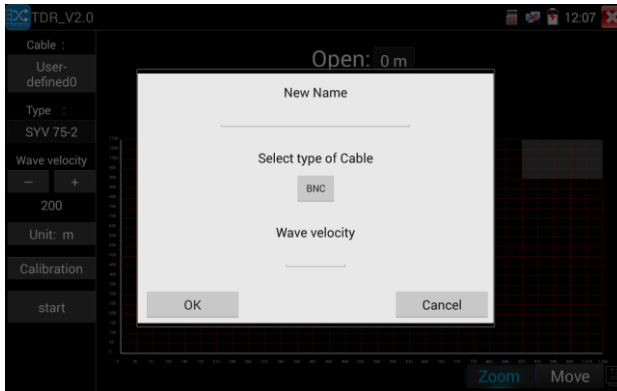 TDR_V2.0
12:07
Cable :
User-
defined0
Type :
SYV 75-2
Wave velocity
– +
200
Unit: m
Calibration
start
Open: 0 m
New Name
Select type of Cable
BNC
Wave velocity
OK
Cancel
Zoom
Move